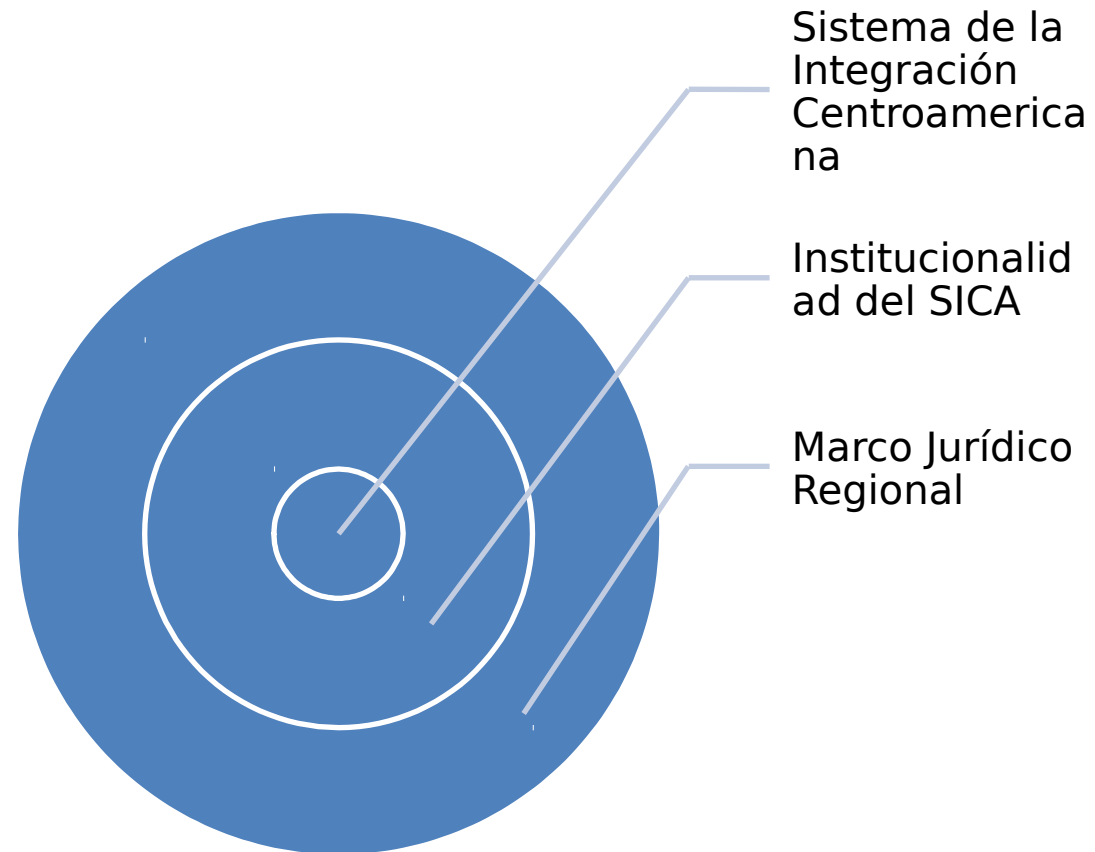 Sistema de la
Integración
Centroamerica
na
Institucionalid
ad del SICA
Marco Jurídico
Regional